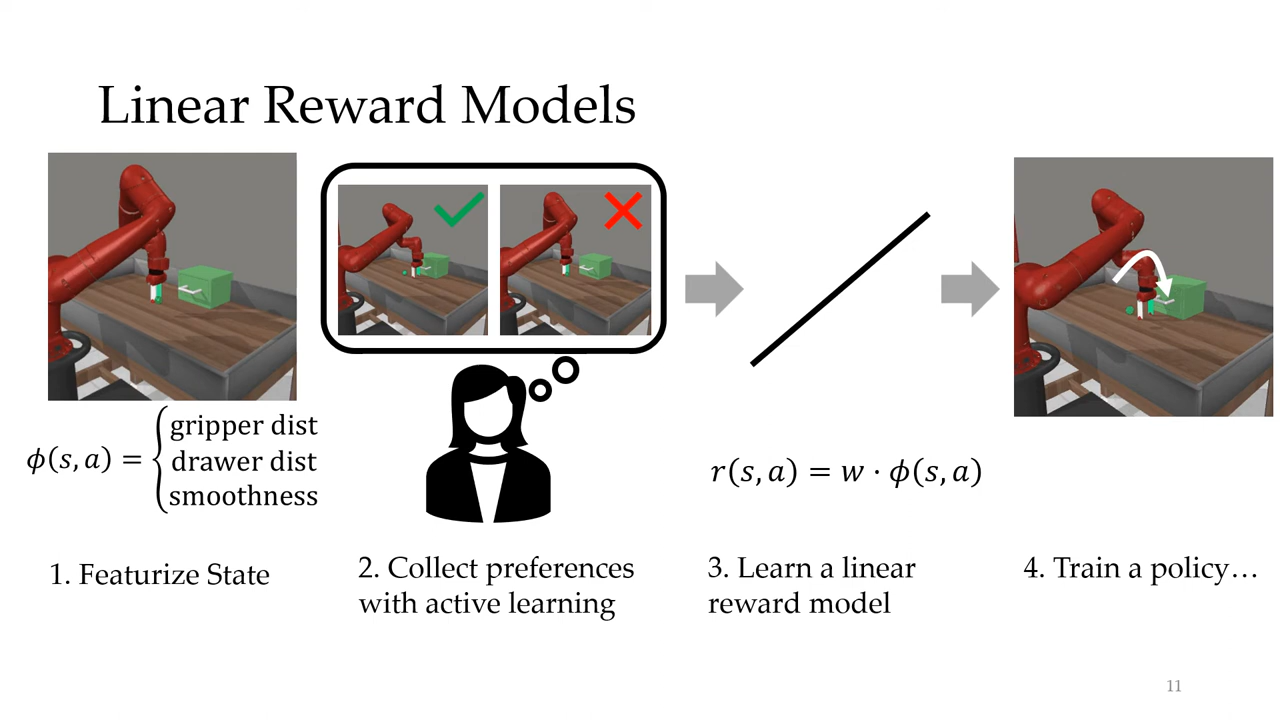 Linear Reward Models
𝜙(𝑠, 𝑎) = { gripper dist
drawer dist
smoothness
𝑟(𝑠, 𝑎) = 𝑤 · 𝜙(𝑠, 𝑎)
1. Featurize State
2. Collect preferences
with active learning
3. Learn a linear
reward model
4. Train a policy…
11